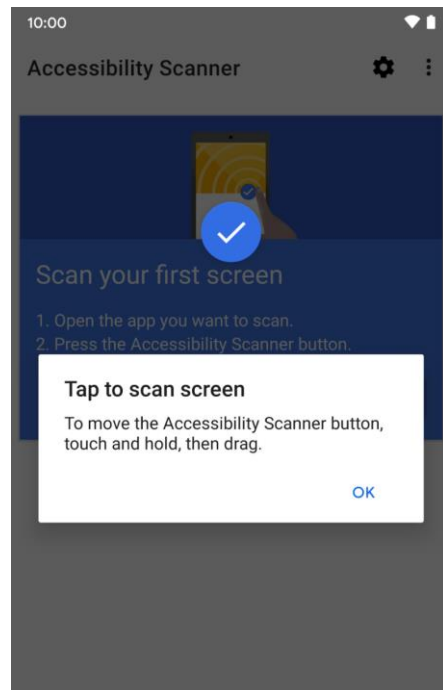 10:00
Accessibility Scanner
Scan your first screen
1. Open the app you want to scan.
2. Press the Accessibility Scanner button.
Tap to scan screen
To move the Accessibility Scanner button,
touch and hold, then drag.
OK